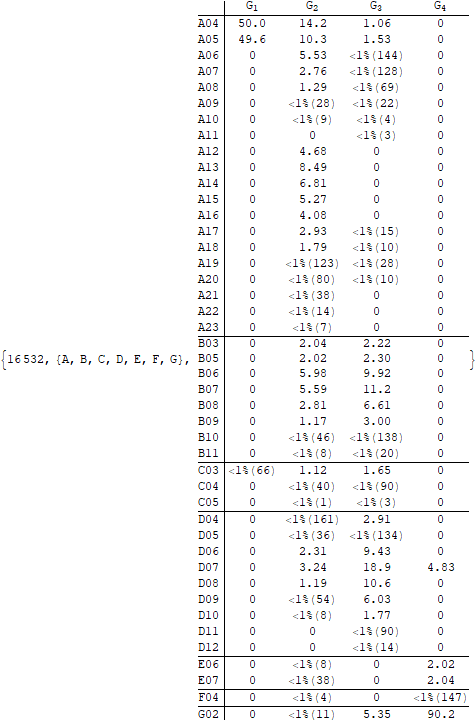 G1 G2 G3 G4
A04 50.0 14.2 1.06 0
A05 49.6 10.3 1.53 0
A06 0 5.53 <1%(144) 0
A07 0 2.76 <1%(128) 0
A08 0 1.29 <1%(69) 0
A09 0 <1%(28) <1%(22) 0
A10 0 <1%(9) <1%(4) 0
A11 0 0 <1%(3) 0
A12 0 4.68 0 0
A13 0 8.49 0 0
A14 0 6.81 0 0
A15 0 5.27 0 0
A16 0 4.08 0 0
A17 0 2.93 <1%(15) 0
A18 0 1.79 <1%(10) 0
A19 0 <1%(123) <1%(28) 0
A20 0 <1%(80) <1%(10) 0
A21 0 <1%(38) 0 0
A22 0 <1%(14) 0 0
A23 0 <1%(7) 0 0
B03 0 2.04 2.22 0
{16532, {A, B, C, D, E, F, G}, B05 0 2.02 2.30 0 }
B06 0 5.98 9.92 0
B07 0 5.59 11.2 0
B08 0 2.81 6.61 0
B09 0 1.17 3.00 0
B10 0 <1%(46) <1%(138) 0
B11 0 <1%(8) <1%(20) 0
C03 <1%(66) 1.12 1.65 0
C04 0 <1%(40) <1%(90) 0
C05 0 <1%(1) <1%(3) 0
D04 0 <1%(161) 2.91 0
D05 0 <1%(36) <1%(134) 0
D06 0 2.31 9.43 0
D07 0 3.24 18.9 4.83
D08 0 1.19 10.6 0
D09 0 <1%(54) 6.03 0
D10 0 <1%(8) 1.77 0
D11 0 0 <1%(90) 0
D12 0 0 <1%(14) 0
E06 0 <1%(8) 0 2.02
E07 0 <1%(38) 0 2.04
F04 0 <1%(4) 0 <1%(147)
G02 0 <1%(11) 5.35 90.2